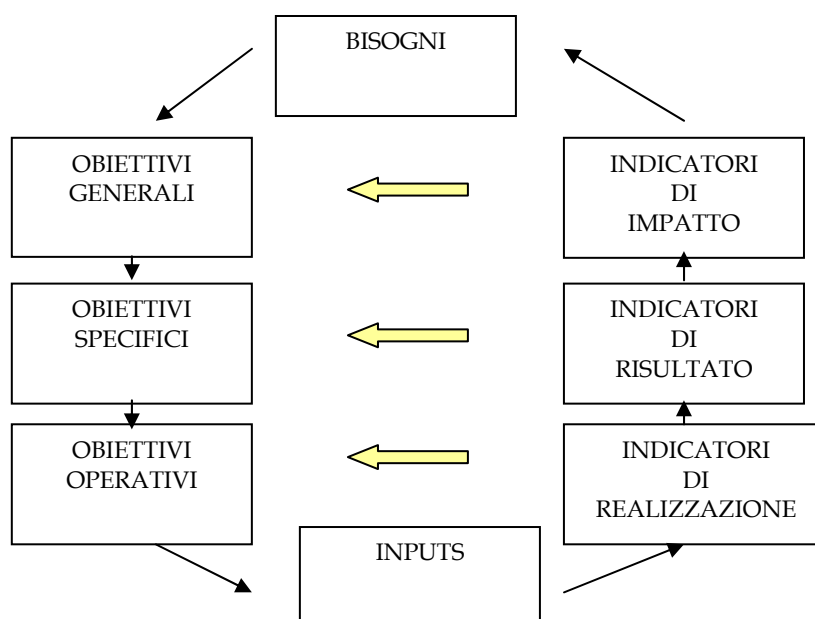 BISOGNI
OBIETTIVI
GENERALI
INDICATORI
DI
IMPATTO
OBIETTIVI
SPECIFICI
INDICATORI
DI
RISULTATO
OBIETTIVI
OPERATIVI
INDICATORI
DI
REALIZZAZIONE
INPUTS